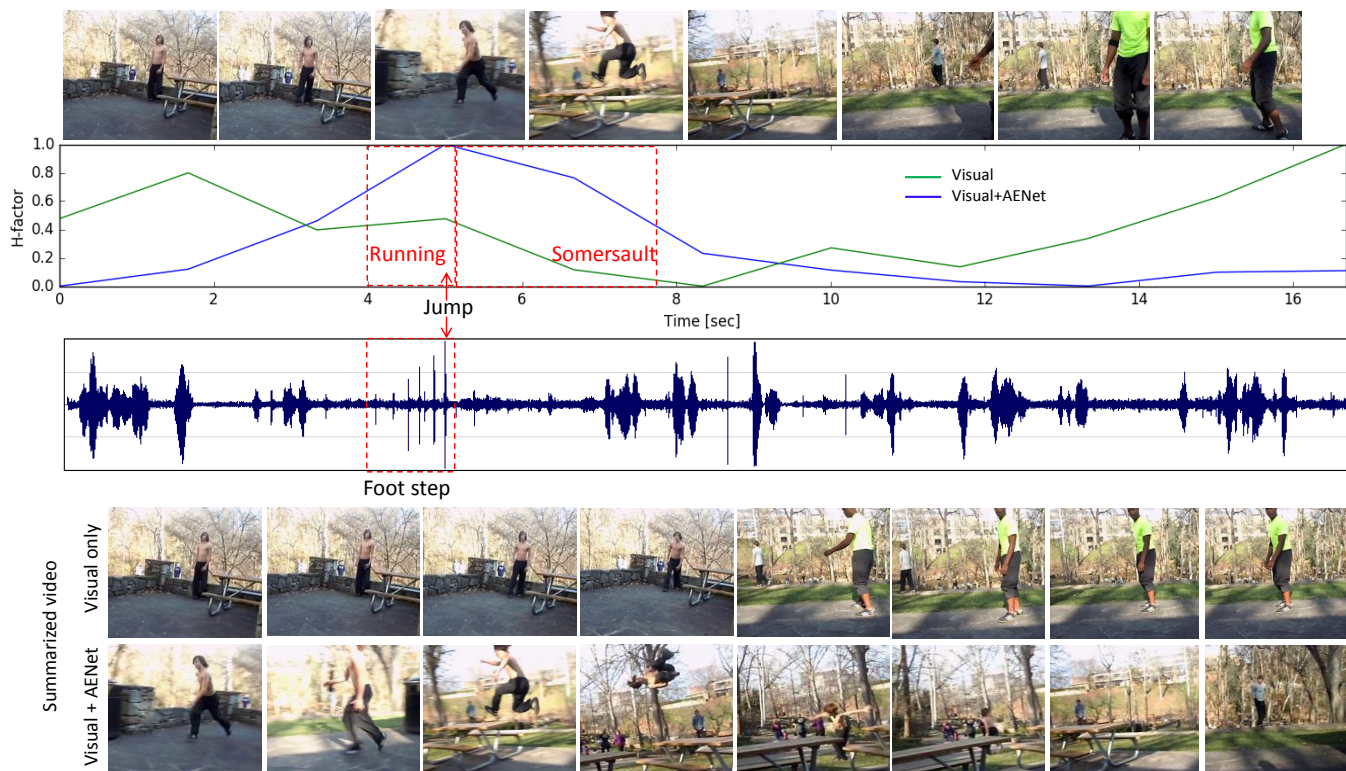 1.0
0.8
0.6
0.4
0.2
0.0
H-factor
Visual
Visual+AENet
Running
Somersault
0 2 4 6 8 10 12 14 16
Jump
Time [sec]
Foot step
Summarized video
Visual only
Visual + AENet